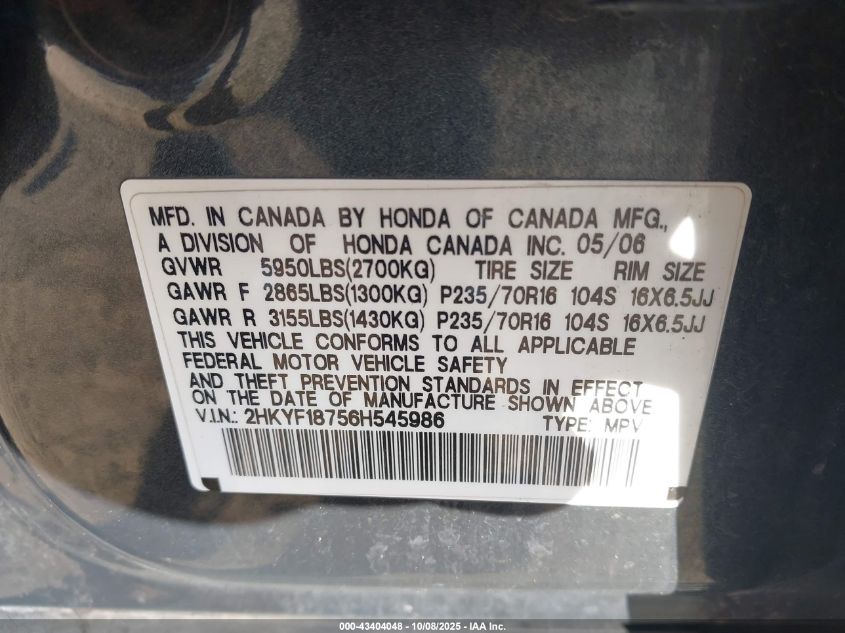 MFD. IN CANADA BY HONDA OF CANADA MFG.,
A DIVISION OF HONDA CANADA INC. 05/06
GVWR 5950LBS(2700KG) TIRE SIZE RIM SIZE
GAWR F 2865LBS(1300KG) P235/70R16 104S 16X6.5JJ
GAWR R 3155LBS(1430KG) P235/70R16 104S 16X6.5JJ
THIS VEHICLE CONFORMS TO ALL APPLICABLE
FEDERAL MOTOR VEHICLE SAFETY
AND THEFT PREVENTION STANDARDS IN EFFECT
ON THE DATE OF MANUFACTURE SHOWN ABOVE
V.I.N.: 2HKYF18756H545986 TYPE: MPV
000-43404048 - 10/08/2025 - IAA Inc.